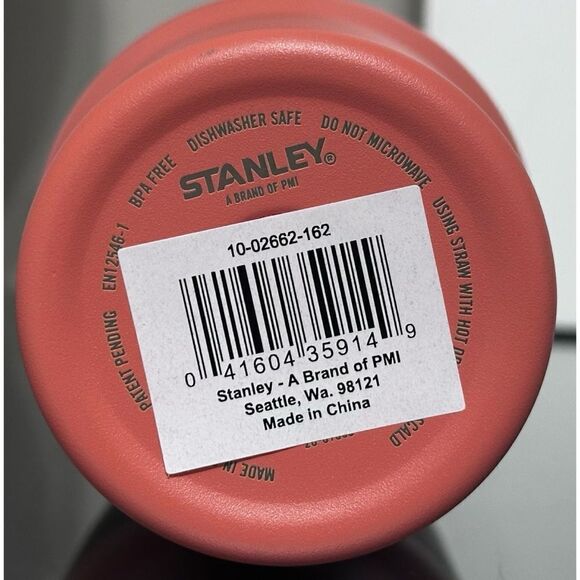 PATENT PENDING EN12546-1 BPA FREE DISHWASHER SAFE DO NOT MICROWAVE USING STRAW WITH HOT
SCALD
MADE IN
STANLEY®
A BRAND OF PMI
10-02662-162
0 41604 35914 9
Stanley - A Brand of PMI
Seattle, Wa. 98121
Made in China